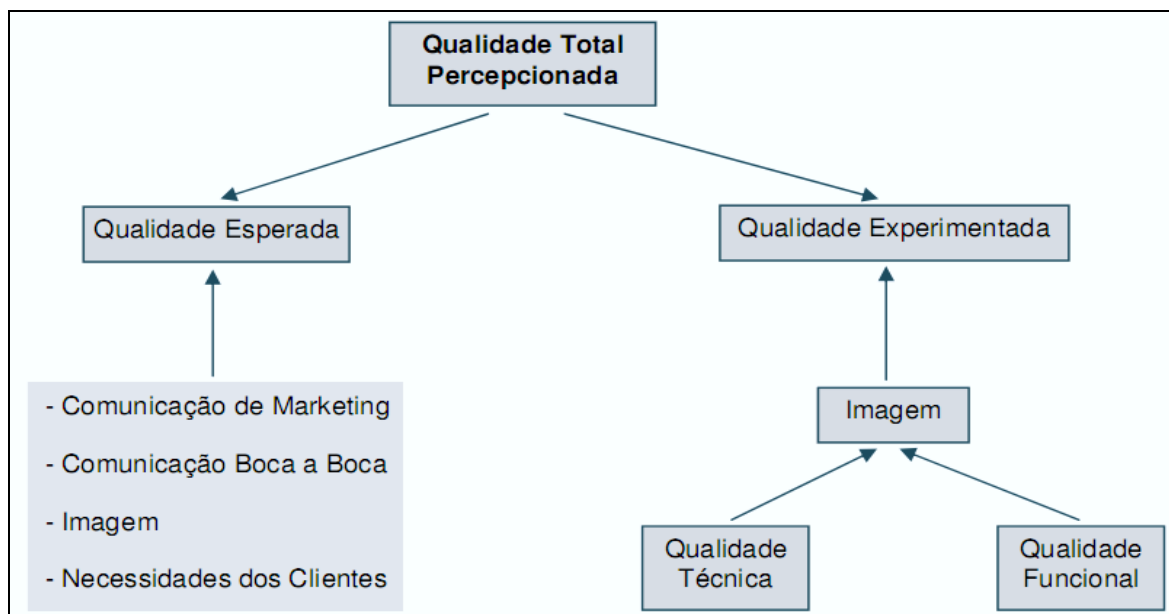 Qualidade Total
Percepcionada
Qualidade Esperada
Qualidade Experimentada
- Comunicação de Marketing
- Comunicação Boca a Boca
- Imagem
- Necessidades dos Clientes
Imagem
Qualidade
Técnica
Qualidade
Funcional